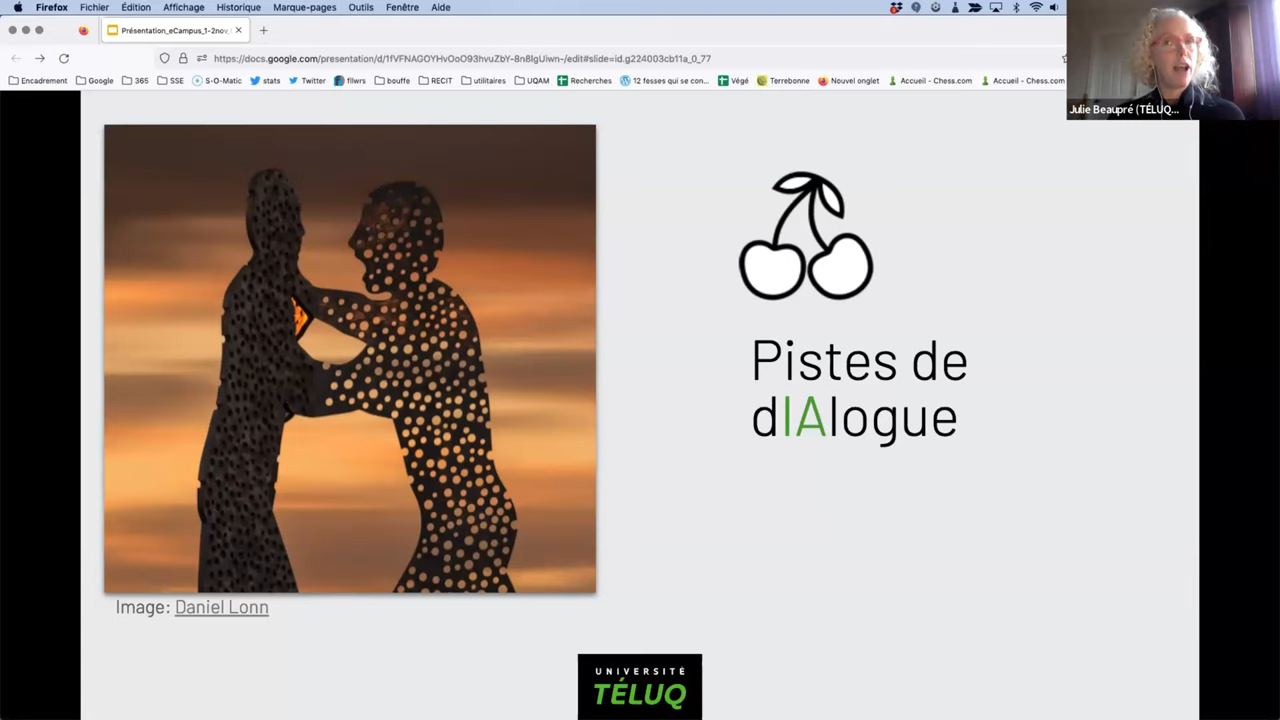 Firefox Fichier Édition Affichage Historique Marque-pages Outils Fenêtre Aide
Présentation_eCampus_1-2nov_
https://docs.google.com/presentation/d/1fVFNAGOYHvOoO93hvuZbY-8n8lgUiwn-/edit#slide=id.g224003cb11a_0_77
Encadrement Google 365 SSE S-O-Matic stats Twitter fllwrs bouffe RECIT utilitaires UQAM Recherches 12 fesses qui se con... Végé Terrebonne Nouvel onglet Accueil - Chess.com Accueil - Chess.com
Julie Beaupré (TÉLUQ...
Pistes de
dIAlogue
Image: Daniel Lonn
UNIVERSITÉ
TÉLUQ